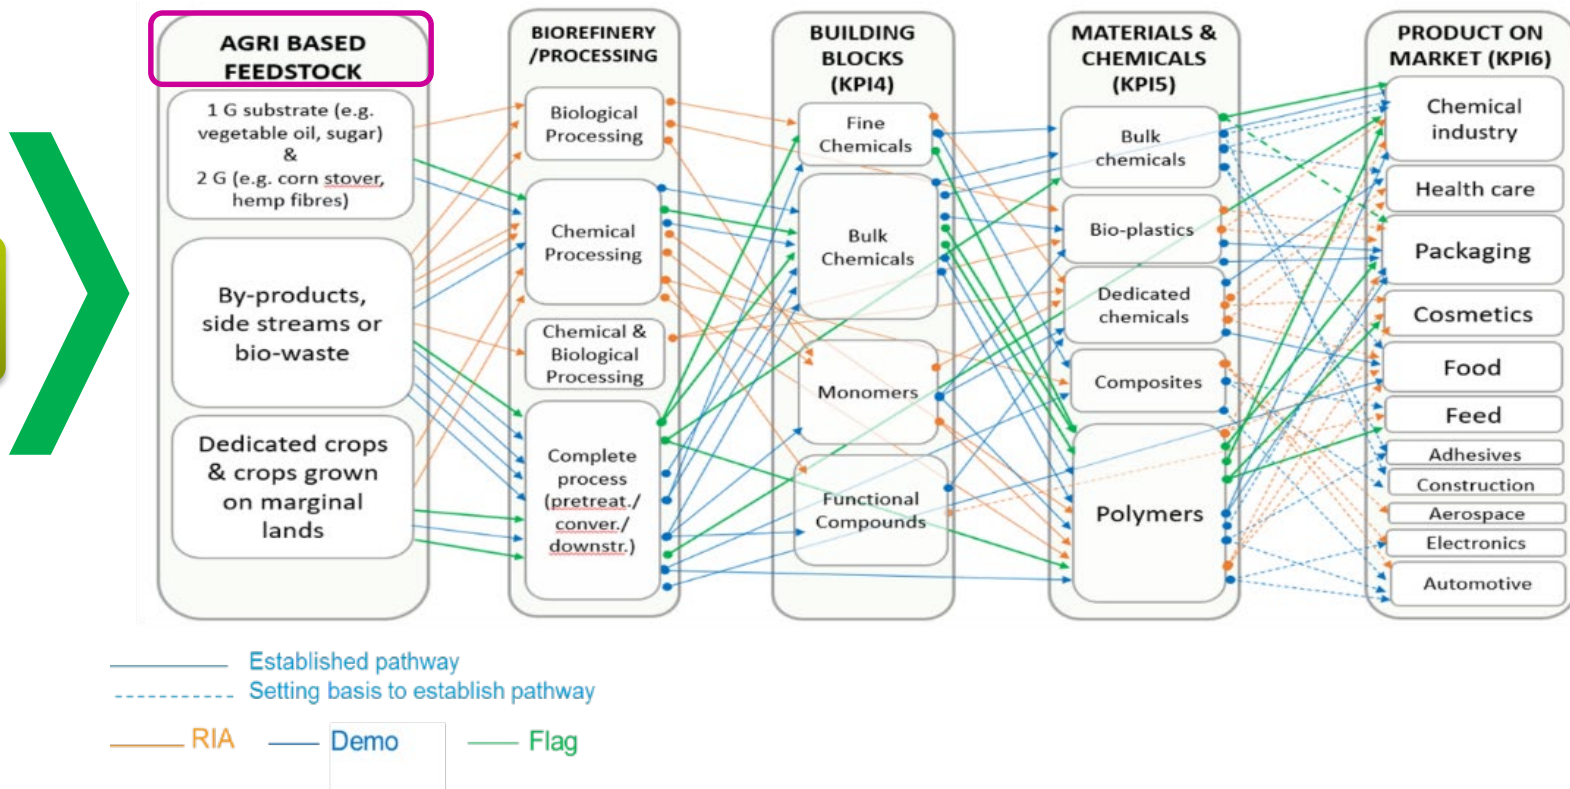 AGRI BASED
FEEDSTOCK
1 G substrate (e.g.
vegetable oil, sugar)
&
2 G (e.g. corn stover,
hemp fibres)
By-products,
side streams or
bio-waste
Dedicated crops
& crops grown
on marginal
lands
BIOREFINERY
/PROCESSING
Biological
Processing
Chemical
Processing
Chemical &
Biological
Processing
Complete
process
(pretreat./
conver./
downstr.)
BUILDING
BLOCKS
(KPI4)
Fine
Chemicals
Bulk
Chemicals
Monomers
Functional
Compounds
MATERIALS &
CHEMICALS
(KPI5)
Bulk
chemicals
Bio-plastics
Dedicated
chemicals
Composites
Polymers
PRODUCT ON
MARKET (KPI6)
Chemical
industry
Health care
Packaging
Cosmetics
Food
Feed
Adhesives
Construction
Aerospace
Electronics
Automotive
Established pathway
Setting basis to establish pathway
RIA Demo Flag